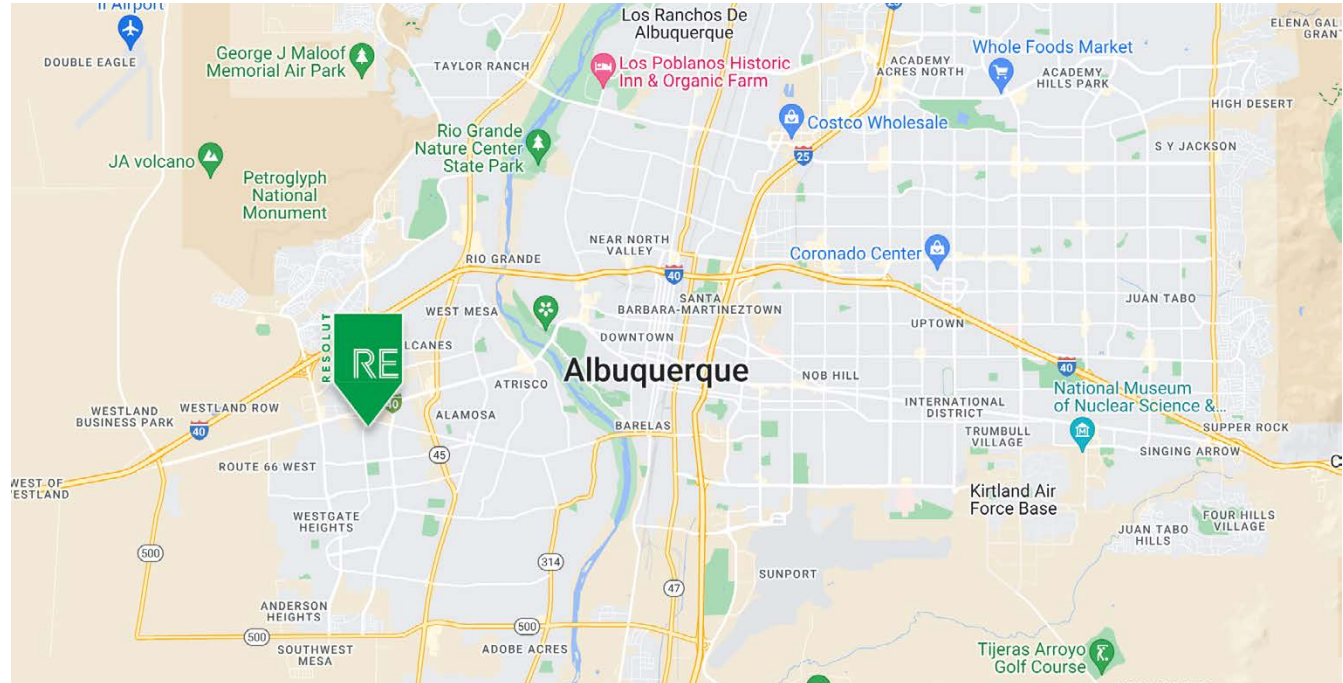 ll Airport
DOUBLE EAGLE
George J Maloof
Memorial Air Park
TAYLOR RANCH
Los Ranchos De
Albuquerque
Los Poblanos Historic
Inn & Organic Farm
ACADEMY
ACRES NORTH
Whole Foods Market
ACADEMY
HILLS PARK
ELENA GAL
GRANT
HIGH DESERT
Costco Wholesale
25
S Y JACKSON
Rio Grande
Nature Center
State Park
JA volcano
Petroglyph
National
Monument
NEAR NORTH
VALLEY
RIO GRANDE
40
Coronado Center
SANTA
BARBARA-MARTINEZTOWN
JUAN TABO
WEST MESA
UPTOWN
RESOLUT
RE
LCANES
DOWNTOWN
Albuquerque
ATRISCO
NOB HILL
40
National Museum
of Nuclear Science &...
INTERNATIONAL
DISTRICT
WESTLAND
BUSINESS PARK
WESTLAND ROW
40
40
ALAMOSA
BARELAS
TRUMBULL
VILLAGE
SUPPER ROCK
SINGING ARROW
45
ROUTE 66 WEST
WEST OF
ESTLAND
C
Kirtland Air
Force Base
WESTGATE
HEIGHTS
FOUR HILLS
VILLAGE
JUAN TABO
HILLS
500
314
SUNPORT
47
ANDERSON
HEIGHTS
500
500
SOUTHWEST
MESA
ADOBE ACRES
Tijeras Arroyo
Golf Course